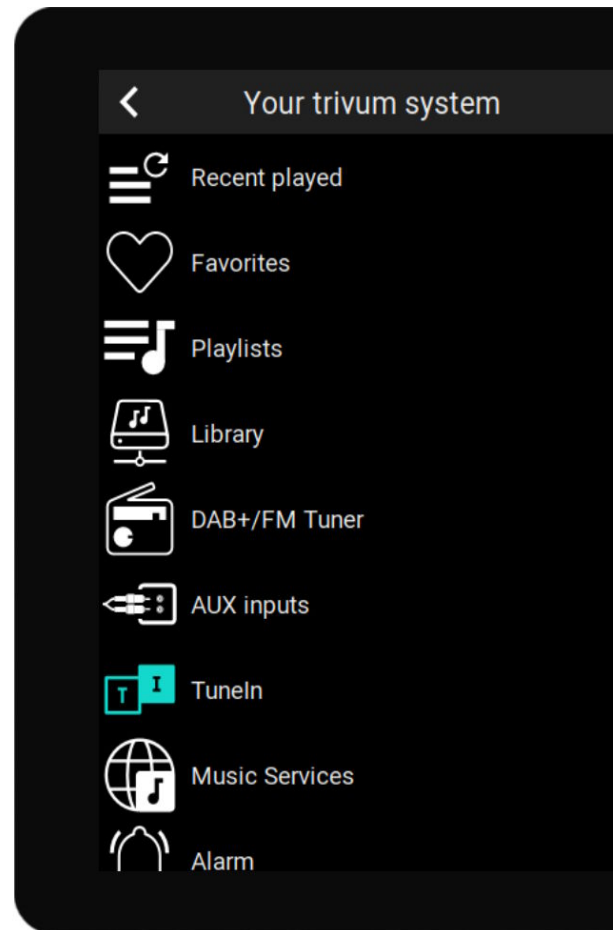 Your trivum system
Recent played
Favorites
Playlists
Library
DAB+/FM Tuner
AUX inputs
T I
TuneIn
Music Services
Alarm